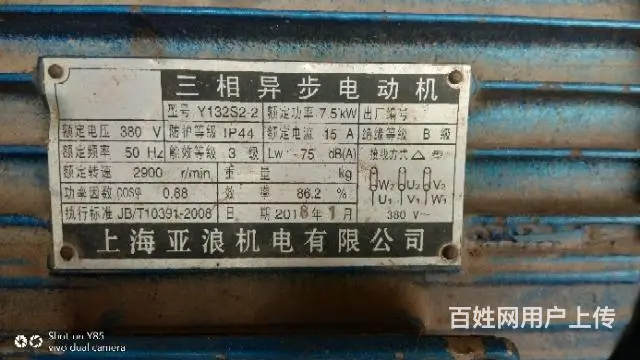 三相异步电动机
型号 Y132S2-2 额定功率 7.5kW 出厂编号
额定电压 380 V 防护等级 IP44 额定电流 15 A 绝缘等级 B 级
额定频率 50 Hz 能效等级 3 级 Lw 75 dB(A) 接线方式 △
额定转速 2900 r/min 重量 kg
功率因数 COSφ 0.88 效率 86.2 % W2 U2 V2
U1 V1 W1
执行标准 JB/T10391-2008 日期 2018年1月 380 V~
上海亚浪机电有限公司
百姓网用户上传
Shot on Y85
vivo dual camera